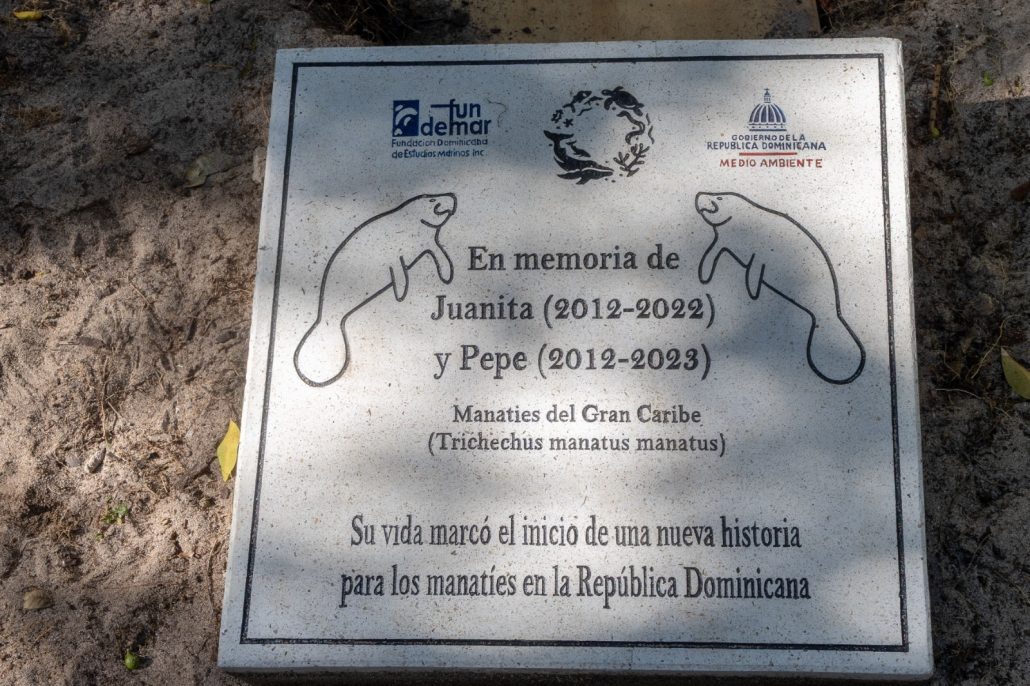 fun
demar
Fundación Dominicana
de Estudios Marinos Inc.
GOBIERNO DE LA
REPÚBLICA DOMINICANA
MEDIO AMBIENTE
En memoria de
Juanita (2012-2022)
y Pepe (2012-2023)
Manatíes del Gran Caribe
(Trichechus manatus manatus)
Su vida marcó el inicio de una nueva historia
para los manatíes en la República Dominicana